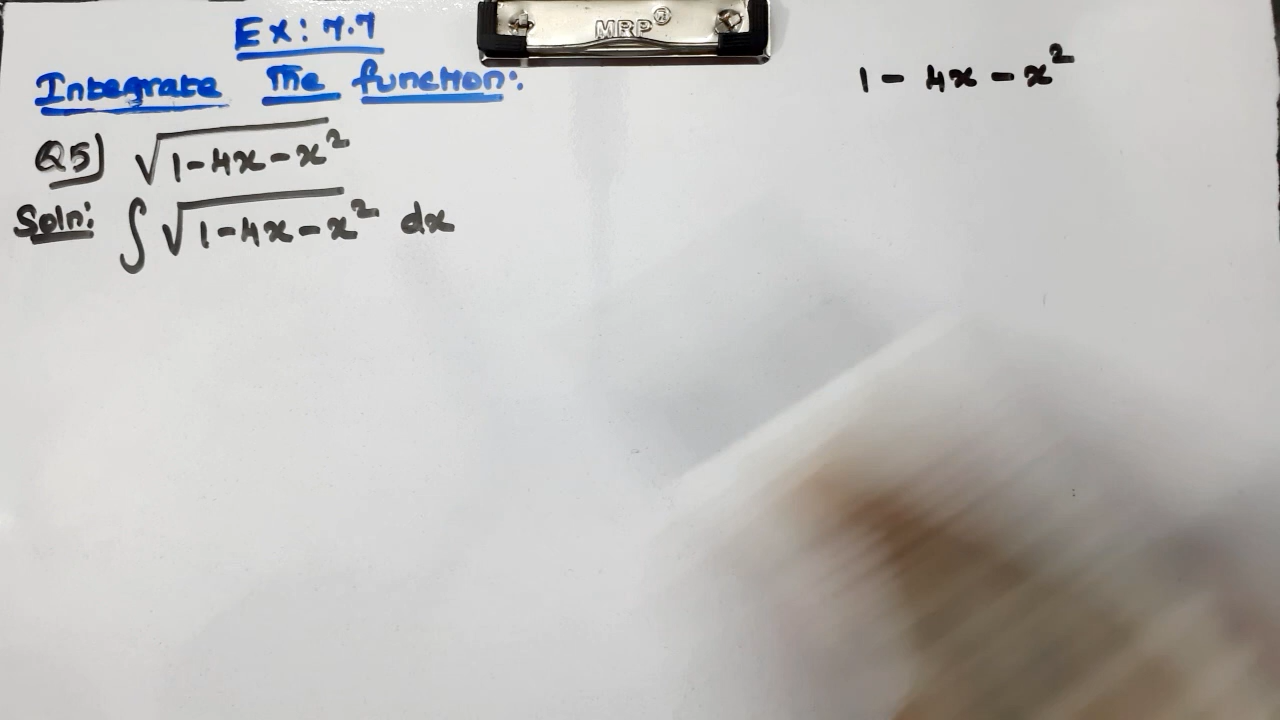 Ex: 7.7
MRP®
Integrate The function:
1 - 4x - x²
Q5) √1-4x-x²
Soln: ∫ √1-4x-x² dx